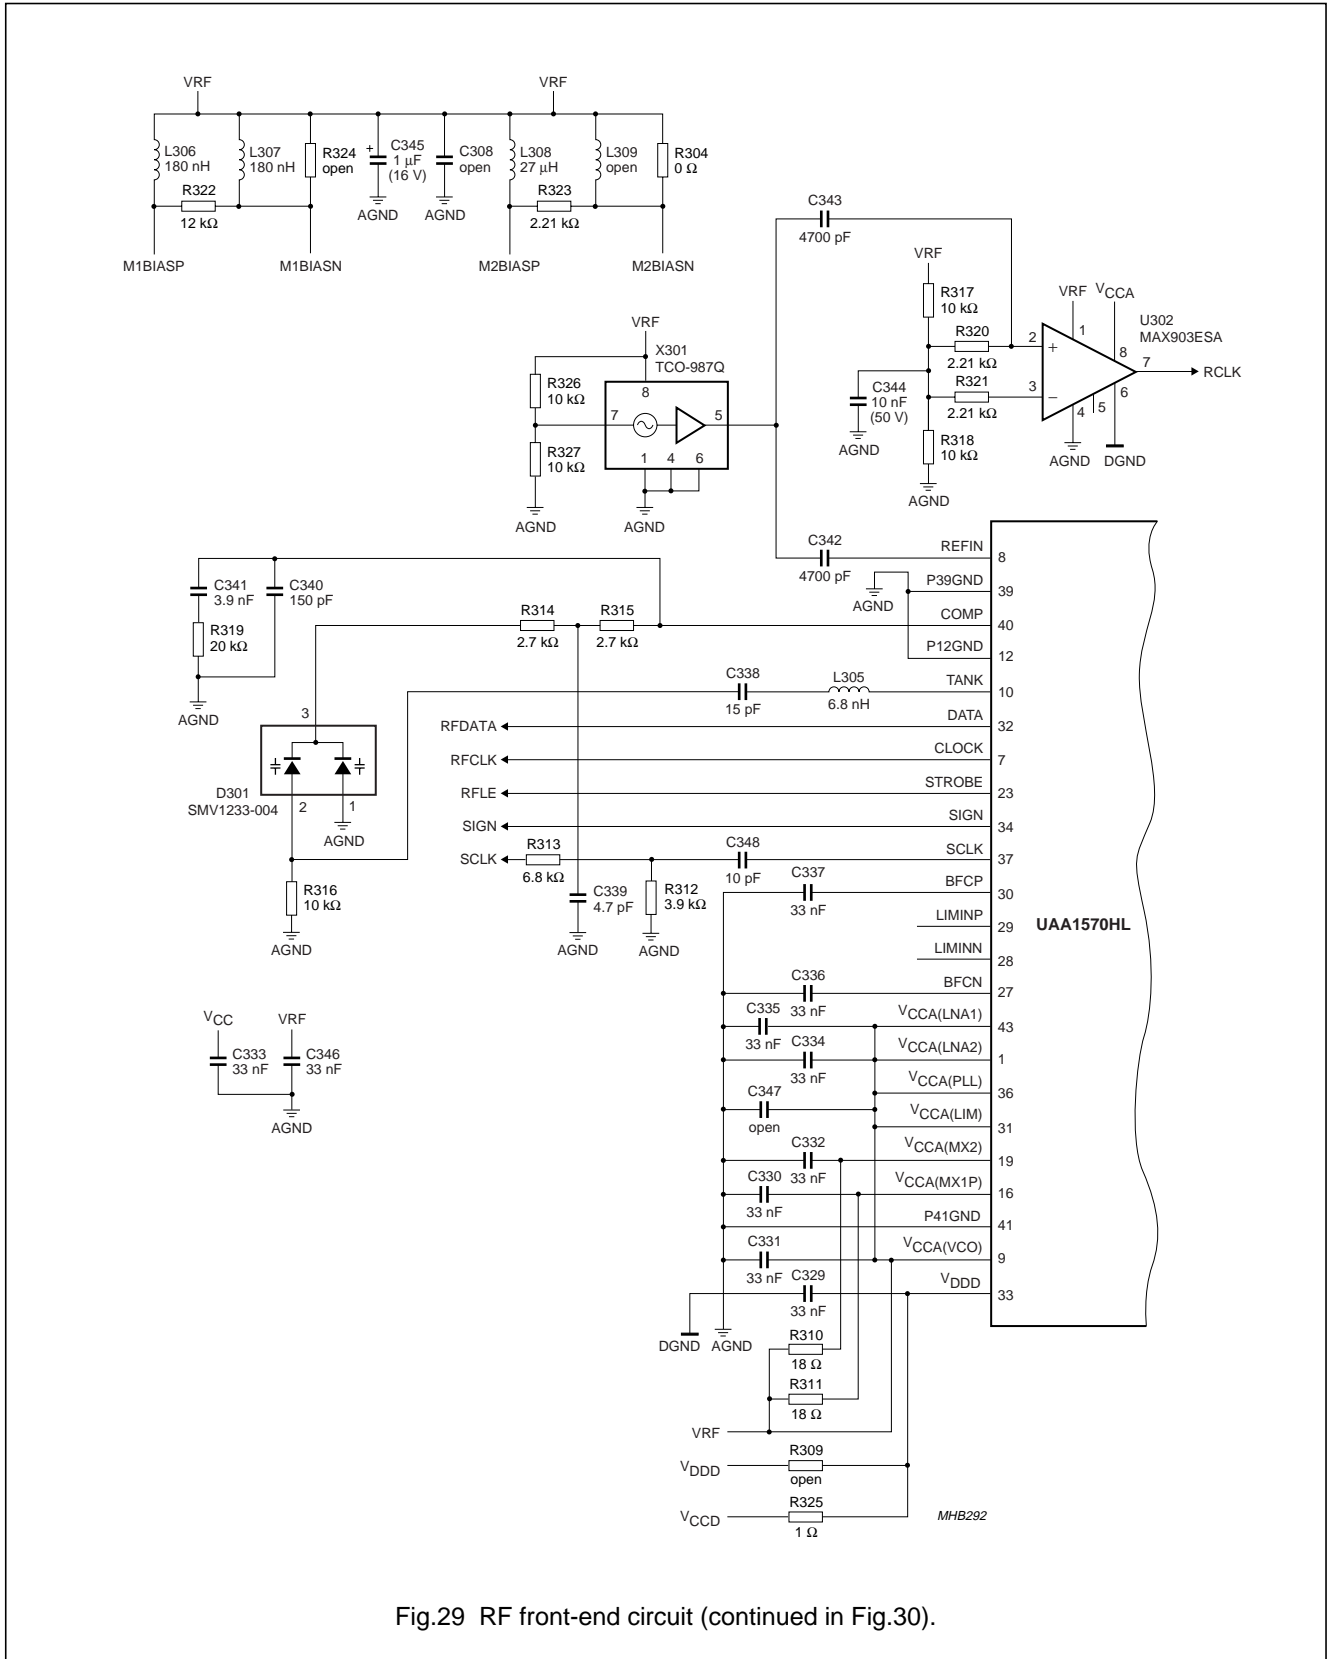 VRF
VRF
L306
180 nH
L307
180 nH
R324
open
+
C345
1 μF
(16 V)
C308
open
L308
27 μH
L309
open
R304
0 Ω
R322
12 kΩ
R323
2.21 kΩ
AGND
AGND
M1BIASP
M1BIASN
M2BIASP
M2BIASN
C343
4700 pF
VRF
R317
10 kΩ
VRF
VCCA
U302
MAX903ESA
1
8
R320
2.21 kΩ
2
+
7
RCLK
R321
2.21 kΩ
3
−
4
5
6
C344
10 nF
(50 V)
AGND
R318
10 kΩ
AGND
AGND
DGND
VRF
X301
TCO-987Q
R326
10 kΩ
8
7
5
R327
10 kΩ
1
4
6
AGND
AGND
C342
4700 pF
REFIN
8
P39GND
39
AGND
COMP
40
P12GND
12
C341
3.9 nF
C340
150 pF
R319
20 kΩ
AGND
R314
2.7 kΩ
R315
2.7 kΩ
C338
15 pF
L305
6.8 nH
TANK
10
3
D301
SMV1233-004
2
1
AGND
RFDATA
DATA
32
RFCLK
CLOCK
7
RFLE
STROBE
23
SIGN
SIGN
34
SCLK
R313
6.8 kΩ
C348
10 pF
SCLK
37
R316
10 kΩ
AGND
C339
4.7 pF
AGND
R312
3.9 kΩ
AGND
C337
33 nF
BFCP
30
LIMINP
29
UAA1570HL
LIMINN
28
C336
33 nF
BFCN
27
C335
33 nF
VCCA(LNA1)
43
C334
33 nF
VCCA(LNA2)
1
VCCA(PLL)
36
C347
open
VCCA(LIM)
31
C332
33 nF
VCCA(MX2)
19
C330
33 nF
VCCA(MX1P)
16
P41GND
41
C331
33 nF
VCCA(VCO)
9
C329
33 nF
VDDD
33
VCC
VRF
C333
33 nF
C346
33 nF
AGND
DGND
AGND
R310
18 Ω
R311
18 Ω
VRF
R309
open
VDDD
R325
1 Ω
VCCD
MHB292
Fig.29 RF front-end circuit (continued in Fig.30).